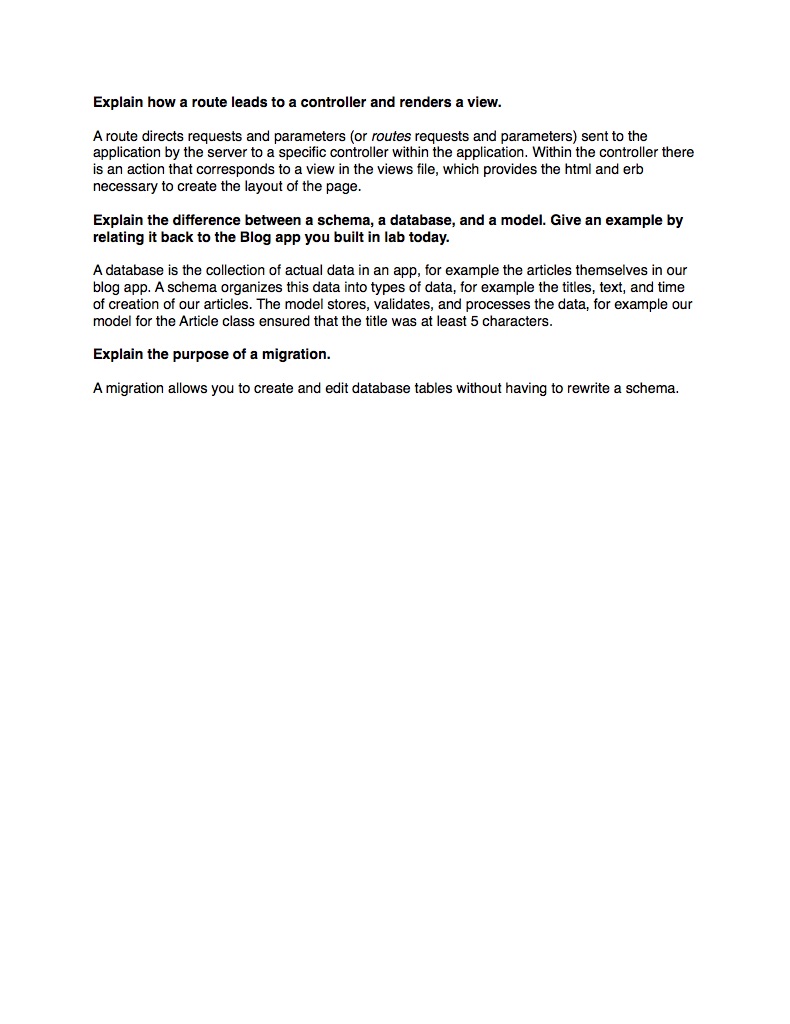 Explain how a route leads to a controller and renders a view.
A route directs requests and parameters (or routes requests and parameters) sent to the
application by the server to a specific controller within the application. Within the controller there
is an action that corresponds to a view in the views file, which provides the html and erb
necessary to create the layout of the page.
Explain the difference between a schema, a database, and a model. Give an example by
relating it back to the Blog app you built in lab today.
A database is the collection of actual data in an app, for example the articles themselves in our
blog app. A schema organizes this data into types of data, for example the titles, text, and time
of creation of our articles. The model stores, validates, and processes the data, for example our
model for the Article class ensured that the title was at least 5 characters.
Explain the purpose of a migration.
A migration allows you to create and edit database tables without having to rewrite a schema.